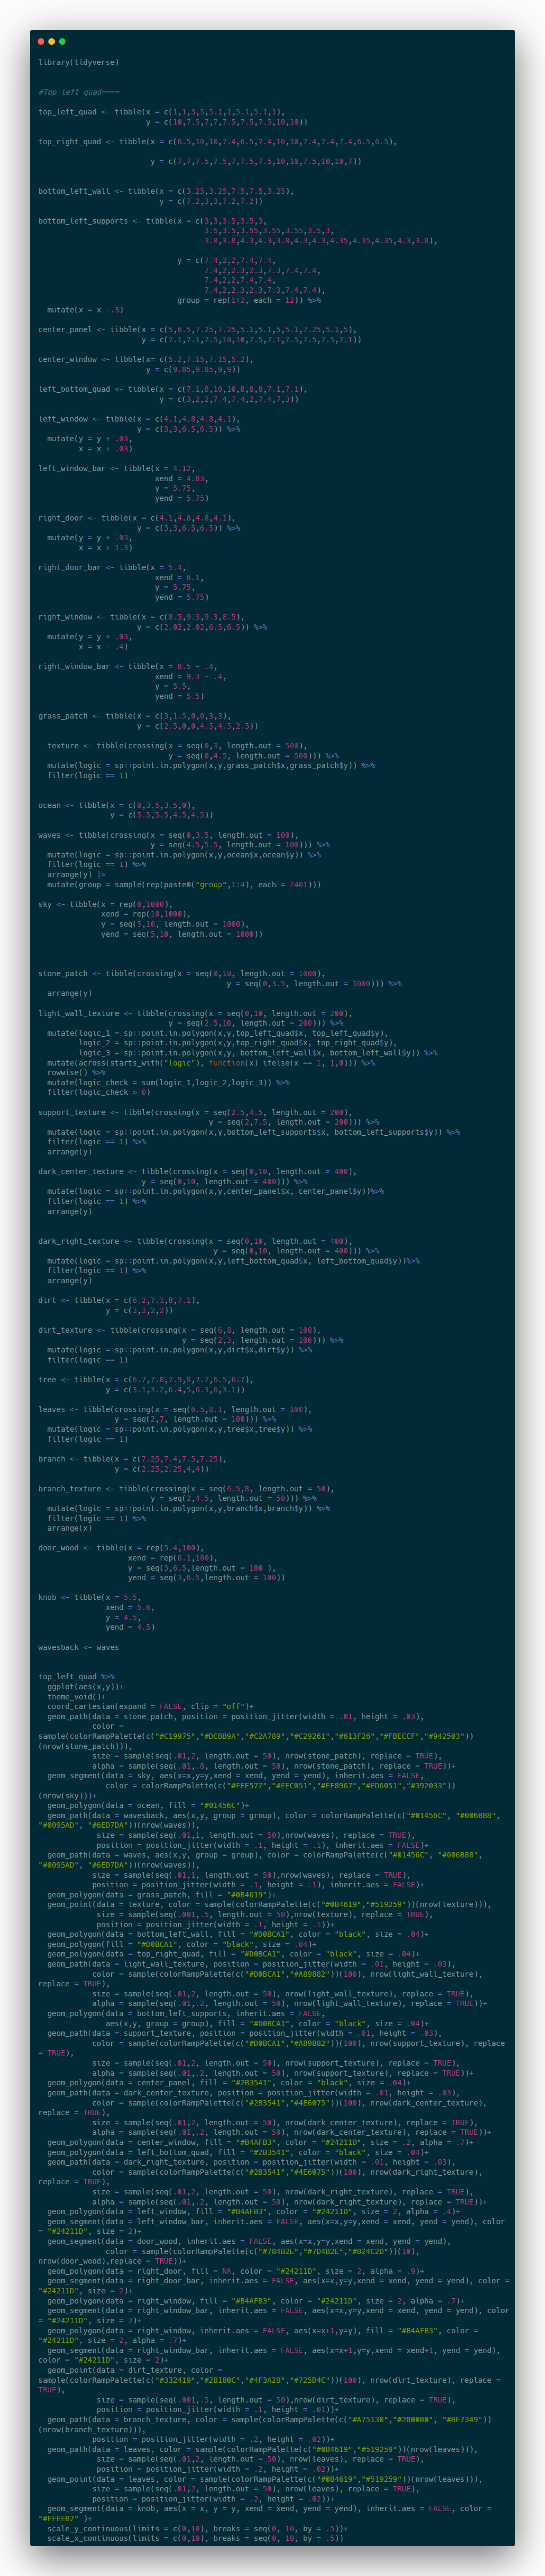 library(tidyverse)
#Top left quad====
top_left_quad <- tibble(x = c(1,1,3,5,5.1,1,5.1,5.1,1),
y = c(10,7.5,7,7,7.5,7.5,7.5,10,10))
top_right_quad <- tibble(x = c(6.5,10,10,7.4,6.5,7.4,10,10,7.4,7.4,7.4,6.5,6.5),
y = c(7,7,7.5,7.5,7,7.5,7.5,10,10,7.5,10,10,7))
bottom_left_wall <- tibble(x = c(3.25,3.25,7.5,7.5,3.25),
y = c(7.2,3,3,7.2,7.2))
bottom_left_supports <- tibble(x = c(3,3,3.5,3.5,3,
3.5,3.5,3.55,3.55,3.55,3.5,3,
3.8,3.8,4.3,4.3,3.8,4.3,4.3,4.35,4.35,4.35,4.3,3.8),
y = c(7.4,2,2,7.4,7.4,
7.4,2,2.3,2.3,7.3,7.4,7.4,
7.4,2,2,7.4,7.4,
7.4,2,2.3,2.3,7.3,7.4,7.4),
group = rep(1:2, each = 12)) %>%
mutate(x = x -.3)
center_panel <- tibble(x = c(5,6.5,7.25,7.25,5.1,5.1,5,5.1,7.25,5.1,5),
y = c(7.1,7.1,7.5,10,10,7.5,7.1,7.5,7.5,7.5,7.1))
center_window <- tibble(x= c(5.2,7.15,7.15,5.2),
y = c(9.85,9.85,9,9))
left_bottom_quad <- tibble(x = c(7.1,8,10,10,8,8,8,7.1,7.1),
y = c(3,2,2,7.4,7.4,2,7.4,7,3))
left_window <- tibble(x = c(4.1,4.8,4.8,4.1),
y = c(3,3,6.5,6.5)) %>%
mutate(y = y + .03,
x = x + .03)
left_window_bar <- tibble(x = 4.12,
xend = 4.83,
y = 5.75,
yend = 5.75)
right_door <- tibble(x = c(4.1,4.8,4.8,4.1),
y = c(3,3,6.5,6.5)) %>%
mutate(y = y + .03,
x = x + 1.3)
right_door_bar <- tibble(x = 5.4,
xend = 6.1,
y = 5.75,
yend = 5.75)
right_window <- tibble(x = c(8.5,9.3,9.3,8.5),
y = c(2.02,2.02,6.5,6.5)) %>%
mutate(y = y + .03,
x = x - .4)
right_window_bar <- tibble(x = 8.5 - .4,
xend = 9.3 - .4,
y = 5.5,
yend = 5.5)
grass_patch <- tibble(x = c(3,1.5,0,0,3,3),
y = c(2.5,0,0,4.5,4.5,2.5))
texture <- tibble(crossing(x = seq(0,3, length.out = 500),
y = seq(0,4.5, length.out = 500))) %>%
mutate(logic = sp::point.in.polygon(x,y,grass_patch$x,grass_patch$y)) %>%
filter(logic == 1)
ocean <- tibble(x = c(0,3.5,3.5,0),
y = c(5.5,5.5,4.5,4.5))
waves <- tibble(crossing(x = seq(0,3.5, length.out = 100),
y = seq(4.5,5.5, length.out = 100))) %>%
mutate(logic = sp::point.in.polygon(x,y,ocean$x,ocean$y)) %>%
filter(logic == 1) %>%
arrange(y) |>
mutate(group = sample(rep(paste0("group",1:4), each = 2401)))
sky <- tibble(x = rep(0,1000),
xend = rep(10,1000),
y = seq(5,10, length.out = 1000),
yend = seq(5,10, length.out = 1000))
stone_patch <- tibble(crossing(x = seq(0,10, length.out = 1000),
y = seq(0,3.5, length.out = 1000))) %>%
arrange(y)
light_wall_texture <- tibble(crossing(x = seq(0,10, length.out = 200),
y = seq(2.5,10, length.out = 200))) %>%
mutate(logic_1 = sp::point.in.polygon(x,y,top_left_quad$x, top_left_quad$y),
logic_2 = sp::point.in.polygon(x,y, top_right_quad$x, top_right_quad$y),
logic_3 = sp::point.in.polygon(x,y, bottom_left_wall$x, bottom_left_wall$y)) %>%
mutate(across(starts_with("logic"), function(x) ifelse(x == 1, 1,0))) %>%
rowwise() %>%
mutate(logic_check = sum(logic_1,logic_2,logic_3)) %>%
filter(logic_check > 0)
support_texture <- tibble(crossing(x = seq(2.5,4.5, length.out = 200),
y = seq(2,7.5, length.out = 200))) %>%
mutate(logic = sp::point.in.polygon(x,y,bottom_left_supports$x, bottom_left_supports$y)) %>%
filter(logic == 1) %>%
arrange(y)
dark_center_texture <- tibble(crossing(x = seq(0,10, length.out = 400),
y = seq(0,10, length.out = 400))) %>%
mutate(logic = sp::point.in.polygon(x,y,center_panel$x, center_panel$y))%>%
filter(logic == 1) %>%
arrange(y)
dark_right_texture <- tibble(crossing(x = seq(0,10, length.out = 400),
y = seq(0,10, length.out = 400))) %>%
mutate(logic = sp::point.in.polygon(x,y,left_bottom_quad$x, left_bottom_quad$y))%>%
filter(logic == 1) %>%
arrange(y)
dirt <- tibble(x = c(6.2,7.1,8,7.1),
y = c(3,3,2,2))
dirt_texture <- tibble(crossing(x = seq(6,8, length.out = 100),
y = seq(2,3, length.out = 100))) %>%
mutate(logic = sp::point.in.polygon(x,y,dirt$x,dirt$y)) %>%
filter(logic == 1)
tree <- tibble(x = c(6.7,7.8,7.9,8,7.7,6.5,6.7),
y = c(3.1,3.2,6.4,5,6.3,6,3.1))
leaves <- tibble(crossing(x = seq(6.5,8.1, length.out = 100),
y = seq(2,7, length.out = 100))) %>%
mutate(logic = sp::point.in.polygon(x,y,tree$x,tree$y)) %>%
filter(logic == 1)
branch <- tibble(x = c(7.25,7.4,7.5,7.25),
y = c(2.25,2.25,4,4))
branch_texture <- tibble(crossing(x = seq(6.5,8, length.out = 50),
y = seq(2,4.5, length.out = 50))) %>%
mutate(logic = sp::point.in.polygon(x,y,branch$x,branch$y)) %>%
filter(logic == 1) %>%
arrange(x)
door_wood <- tibble(x = rep(5.4,100),
xend = rep(6.1,100),
y = seq(3,6.5,length.out = 100 ),
yend = seq(3,6.5,length.out = 100))
knob <- tibble(x = 5.5,
xend = 5.6,
y = 4.5,
yend = 4.5)
wavesback <- waves
top_left_quad %>%
ggplot(aes(x,y))+
theme_void()+
coord_cartesian(expand = FALSE, clip = "off")+
geom_path(data = stone_patch, position = position_jitter(width = .01, height = .03),
color =
sample(colorRampPalette(c("#C19975","#DCBB9A","#C2A789","#C29261","#613F26","#FBECCF","#942503"))
(nrow(stone_patch))),
size = sample(seq(.01,2, length.out = 50), nrow(stone_patch), replace = TRUE),
alpha = sample(seq(.01,.8, length.out = 50), nrow(stone_patch), replace = TRUE))+
geom_segment(data = sky, aes(x=x,y=y,xend = xend, yend = yend), inherit.aes = FALSE,
color = colorRampPalette(c("#FFE577","#FEC051","#FF8967","#FD6051","#392033"))
(nrow(sky)))+
geom_polygon(data = ocean, fill = "#01456C")+
geom_path(data = wavesback, aes(x,y, group = group), color = colorRampPalette(c("#01456C", "#006B88",
"#0095AD", "#6ED7DA"))(nrow(waves)),
size = sample(seq(.01,1, length.out = 50),nrow(waves), replace = TRUE),
position = position_jitter(width = .1, height = .1), inherit.aes = FALSE)+
geom_path(data = waves, aes(x,y, group = group), color = colorRampPalette(c("#01456C", "#006B88",
"#0095AD", "#6ED7DA"))(nrow(waves)),
size = sample(seq(.01,1, length.out = 50),nrow(waves), replace = TRUE),
position = position_jitter(width = .1, height = .1), inherit.aes = FALSE)+
geom_polygon(data = grass_patch, fill = "#0B4619")+
geom_point(data = texture, color = sample(colorRampPalette(c("#0B4619","#519259"))(nrow(texture))),
size = sample(seq(.001,.5, length.out = 50),nrow(texture), replace = TRUE),
position = position_jitter(width = .1, height = .1))+
geom_polygon(data = bottom_left_wall, fill = "#D0BCA1", color = "black", size = .04)+
geom_polygon(fill = "#D0BCA1", color = "black", size = .04)+
geom_polygon(data = top_right_quad, fill = "#D0BCA1", color = "black", size = .04)+
geom_path(data = light_wall_texture, position = position_jitter(width = .01, height = .03),
color = sample(colorRampPalette(c("#D0BCA1","#A89882"))(100), nrow(light_wall_texture),
replace = TRUE),
size = sample(seq(.01,2, length.out = 50), nrow(light_wall_texture), replace = TRUE),
alpha = sample(seq(.01,.2, length.out = 50), nrow(light_wall_texture), replace = TRUE))+
geom_polygon(data = bottom_left_supports, inherit.aes = FALSE,
aes(x,y, group = group), fill = "#D0BCA1", color = "black", size = .04)+
geom_path(data = support_texture, position = position_jitter(width = .01, height = .03),
color = sample(colorRampPalette(c("#D0BCA1","#A89882"))(100), nrow(support_texture), replace
= TRUE),
size = sample(seq(.01,2, length.out = 50), nrow(support_texture), replace = TRUE),
alpha = sample(seq(.01,.2, length.out = 50), nrow(support_texture), replace = TRUE))+
geom_polygon(data = center_panel, fill = "#2B3541", color = "black", size = .04)+
geom_path(data = dark_center_texture, position = position_jitter(width = .01, height = .03),
color = sample(colorRampPalette(c("#2B3541","#4E6075"))(100), nrow(dark_center_texture),
replace = TRUE),
size = sample(seq(.01,2, length.out = 50), nrow(dark_center_texture), replace = TRUE),
alpha = sample(seq(.01,.2, length.out = 50), nrow(dark_center_texture), replace = TRUE))+
geom_polygon(data = center_window, fill = "#B4AFB3", color = "#24211D", size = .2, alpha = .7)+
geom_polygon(data = left_bottom_quad, fill = "#2B3541", color = "black", size = .04)+
geom_path(data = dark_right_texture, position = position_jitter(width = .01, height = .03),
color = sample(colorRampPalette(c("#2B3541","#4E6075"))(100), nrow(dark_right_texture),
replace = TRUE),
size = sample(seq(.01,2, length.out = 50), nrow(dark_right_texture), replace = TRUE),
alpha = sample(seq(.01,.2, length.out = 50), nrow(dark_right_texture), replace = TRUE))+
geom_polygon(data = left_window, fill = "#B4AFB3", color = "#24211D", size = 2, alpha = .4)+
geom_segment(data = left_window_bar, inherit.aes = FALSE, aes(x=x,y=y,xend = xend, yend = yend), color
= "#24211D", size = 2)+
geom_segment(data = door_wood, inherit.aes = FALSE, aes(x=x,y=y,xend = xend, yend = yend),
color = sample(colorRampPalette(c("#7B4B2E","#7D4B2E","#824C2D"))(10),
nrow(door_wood),replace = TRUE))+
geom_polygon(data = right_door, fill = NA, color = "#24211D", size = 2, alpha = .9)+
geom_segment(data = right_door_bar, inherit.aes = FALSE, aes(x=x,y=y,xend = xend, yend = yend), color =
"#24211D", size = 2)+
geom_polygon(data = right_window, fill = "#B4AFB3", color = "#24211D", size = 2, alpha = .7)+
geom_segment(data = right_window_bar, inherit.aes = FALSE, aes(x=x,y=y,xend = xend, yend = yend), color
= "#24211D", size = 2)+
geom_polygon(data = right_window, inherit.aes = FALSE, aes(x=x+1,y=y), fill = "#B4AFB3", color =
"#24211D", size = 2, alpha = .7)+
geom_segment(data = right_window_bar, inherit.aes = FALSE, aes(x=x+1,y=y,xend = xend+1, yend = yend),
color = "#24211D", size = 2)+
geom_point(data = dirt_texture, color =
sample(colorRampPalette(c("#332419","#2B180C","#4F3A2B","#725D4C"))(100), nrow(dirt_texture), replace =
TRUE),
size = sample(seq(.001,.5, length.out = 50),nrow(dirt_texture), replace = TRUE),
position = position_jitter(width = .1, height = .01))+
geom_path(data = branch_texture, color = sample(colorRampPalette(c("#A75130","#280000", "#BE7349"))
(nrow(branch_texture))),
position = position_jitter(width = .2, height = .02))+
geom_path(data = leaves, color = sample(colorRampPalette(c("#0B4619","#519259"))(nrow(leaves))),
size = sample(seq(.01,2, length.out = 50), nrow(leaves), replace = TRUE),
position = position_jitter(width = .2, height = .02))+
geom_point(data = leaves, color = sample(colorRampPalette(c("#0B4619","#519259"))(nrow(leaves))),
size = sample(seq(.01,2, length.out = 50), nrow(leaves), replace = TRUE),
position = position_jitter(width = .2, height = .02))+
geom_segment(data = knob, aes(x = x, y = y, xend = xend, yend = yend), inherit.aes = FALSE, color =
"#FFEEB7" )+
scale_y_continuous(limits = c(0,10), breaks = seq(0, 10, by = .5))+
scale_x_continuous(limits = c(0,10), breaks = seq(0, 10, by = .5))